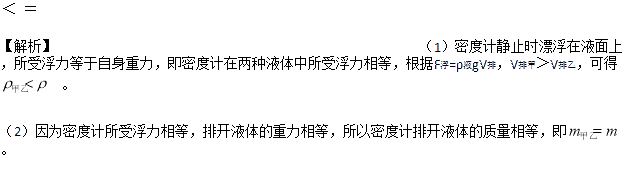 < =
【解析】 (1)密度计静止时漂浮在液面上
,所受浮力等于自身重力,即密度计在两种液体中所受浮力相等,根据F浮=ρ液gV排,V排甲>V排乙,可得
ρ甲乙<ρ 。
(2)因为密度计所受浮力相等,排开液体的重力相等,所以密度计排开液体的质量相等,即m甲乙=m
。